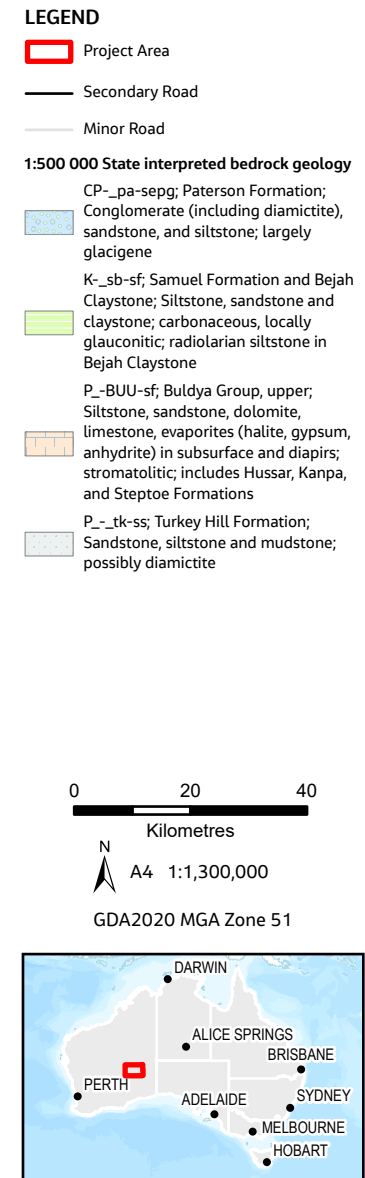 LEGEND
Project Area
Secondary Road
Minor Road
1:500 000 State interpreted bedrock geology
CP-_pa-sepg; Paterson Formation;
Conglomerate (including diamictite),
sandstone, and siltstone; largely
glacigene
K-_sb-sf; Samuel Formation and Bejah
Claystone; Siltstone, sandstone and
claystone; carbonaceous, locally
glauconitic; radiolarian siltstone in
Bejah Claystone
P_-BUU-sf; Buldya Group, upper;
Siltstone, sandstone, dolomite,
limestone, evaporites (halite, gypsum,
anhydrite) in subsurface and diapirs;
stromatolitic; includes Hussar, Kanpa,
and Steptoe Formations
P_-_tk-ss; Turkey Hill Formation;
Sandstone, siltstone and mudstone;
possibly diamictite
0 20 40
Kilometres
N
A4 1:1,300,000
GDA2020 MGA Zone 51
DARWIN
ALICE SPRINGS
BRISBANE
PERTH
ADELAIDE
SYDNEY
MELBOURNE
HOBART